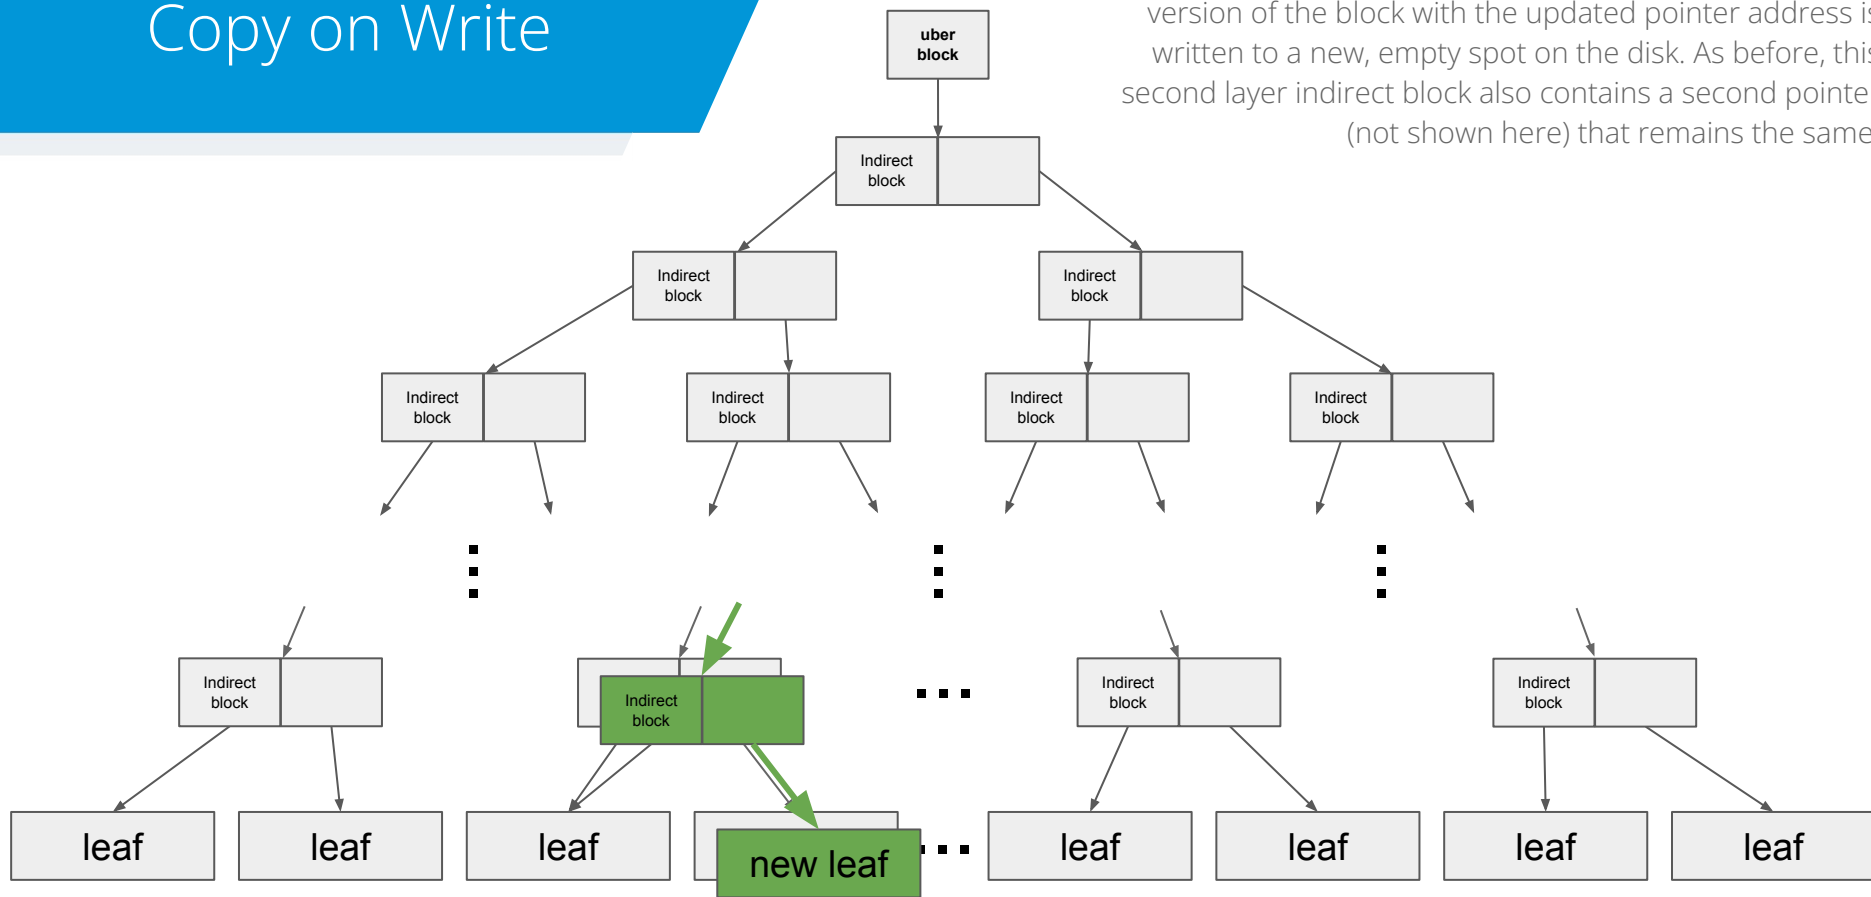 Copy on Write
version of the block with the updated pointer address is
written to a new, empty spot on the disk. As before, this
second layer indirect block also contains a second pointe
(not shown here) that remains the same
uber
block
Indirect
block
Indirect
block
Indirect
block
Indirect
block
Indirect
block
Indirect
block
Indirect
block
Indirect
block
Indirect
block
Indirect
block
Indirect
block
leaf
leaf
leaf
new leaf
leaf
leaf
leaf
leaf